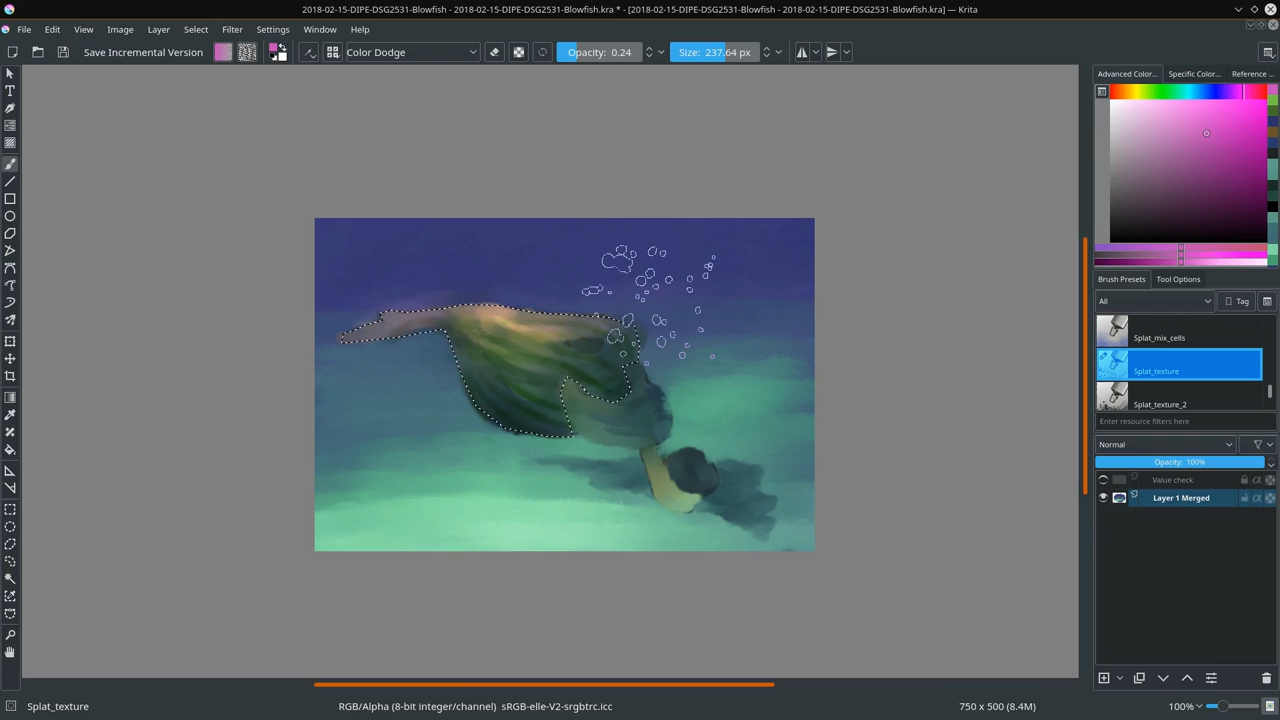 2018-02-15-DIPE-DSG2531-Blowfish - 2018-02-15-DIPE-DSG2531-Blowfish.kra * - [2018-02-15-DIPE-DSG2531-Blowfish - 2018-02-15-DIPE-DSG2531-Blowfish.kra] — Krita
File Edit View Image Layer Select Filter Settings Window Help
Save Incremental Version Color Dodge Opacity: 0.24 Size: 237.64 px
Advanced Color... Specific Color... Reference ...
Brush Presets Tool Options
All Tag
Splat_mix_cells
Splat_texture
Splat_texture_2
Enter resource filters here
Normal
Opacity: 100%
Value check
Layer 1 Merged
Splat_texture RGB/Alpha (8-bit integer/channel) sRGB-elle-V2-srgbtrc.icc 750 x 500 (8.4M) 100%